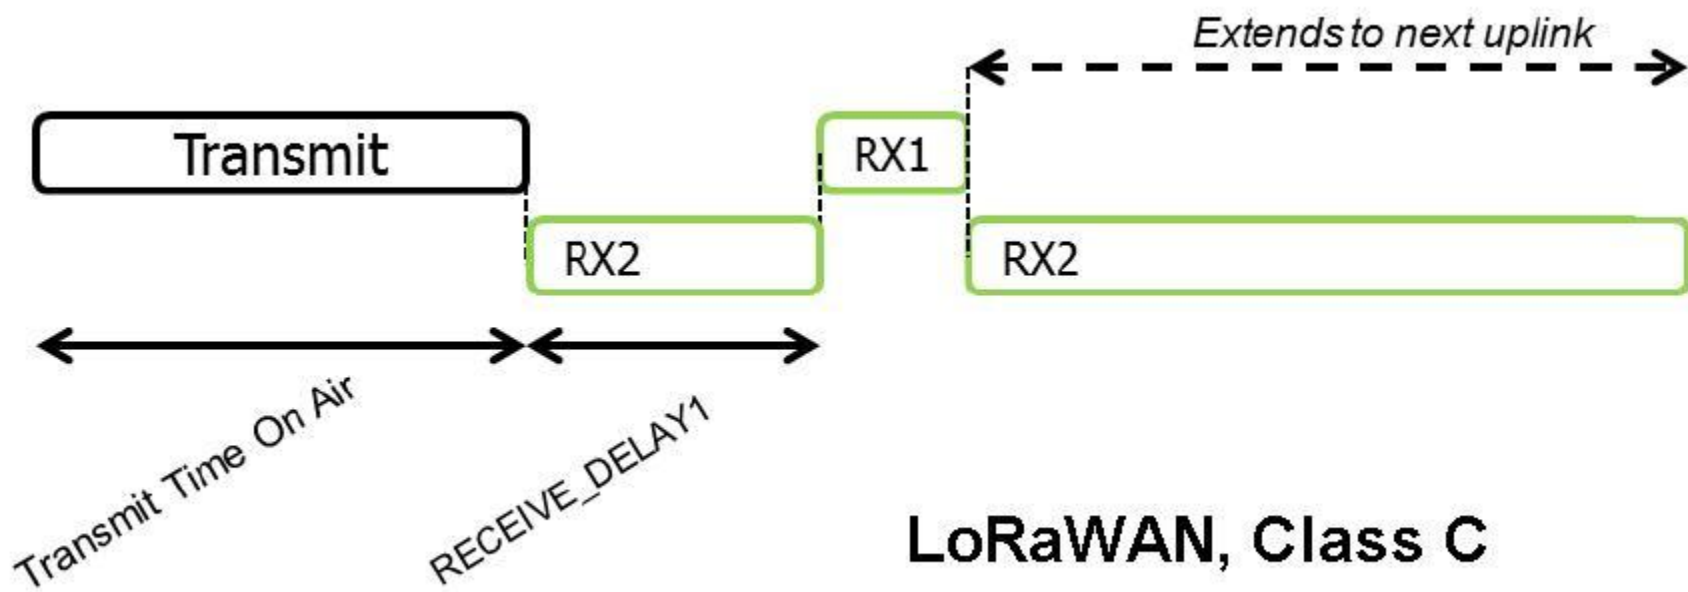 Extends to next uplink
Transmit
RX1
RX2
RX2
Transmit Time On Air
RECEIVE_DELAY1
LoRaWAN, Class C